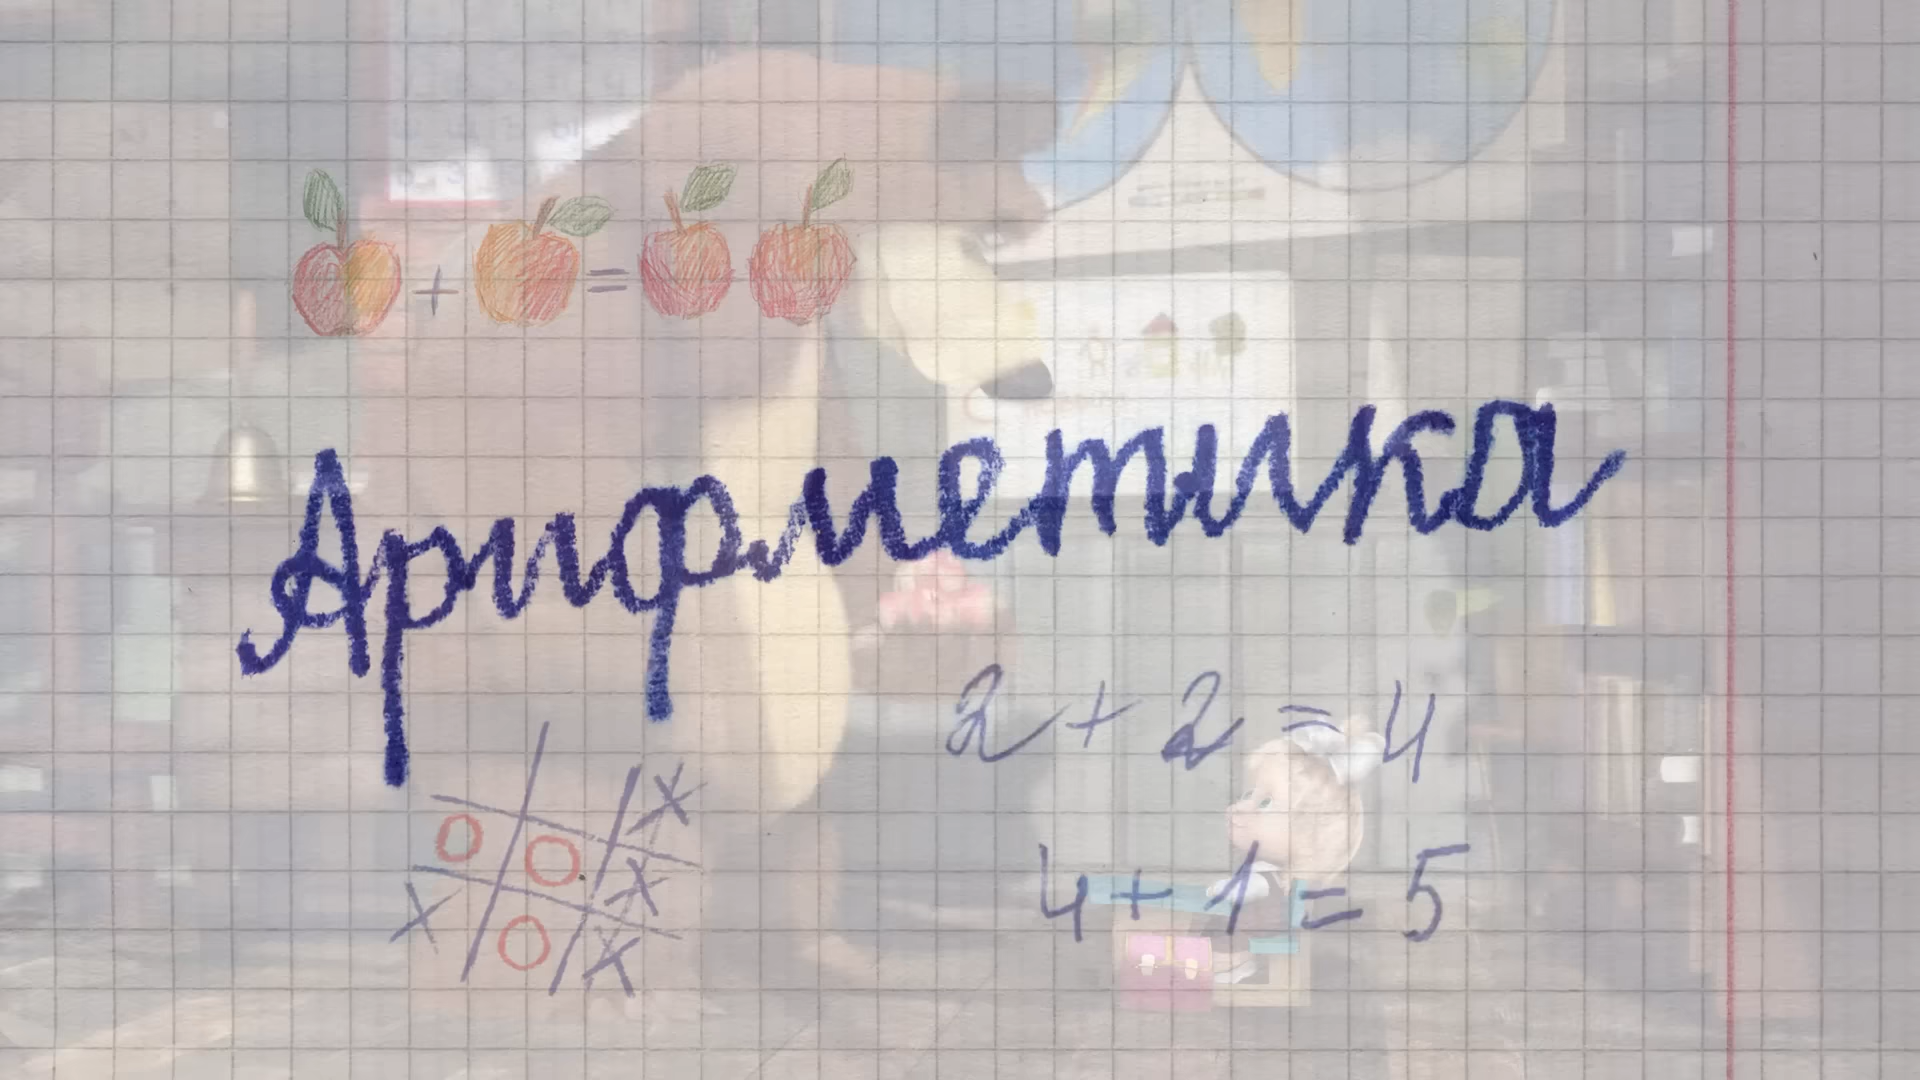 + =
Арифметика
2 + 2 = 4
O O X
X
X O X
4 + 1 = 5